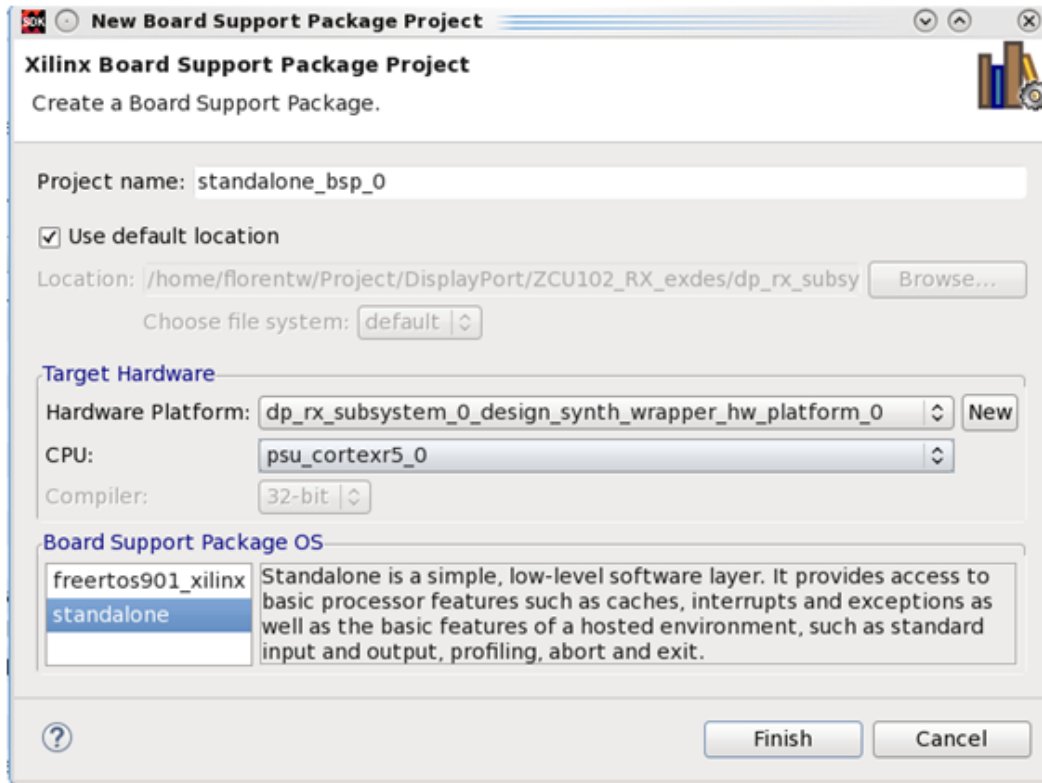 SDK New Board Support Package Project
Xilinx Board Support Package Project
Create a Board Support Package.
Project name: standalone_bsp_0
Use default location
Location: /home/florentw/Project/DisplayPort/ZCU102_RX_exdes/dp_rx_subsy Browse...
Choose file system: default
Target Hardware
Hardware Platform: dp_rx_subsystem_0_design_synth_wrapper_hw_platform_0 New
CPU: psu_cortexr5_0
Compiler: 32-bit
Board Support Package OS
freertos901_xilinx
standalone
Standalone is a simple, low-level software layer. It provides access to
basic processor features such as caches, interrupts and exceptions as
well as the basic features of a hosted environment, such as standard
input and output, profiling, abort and exit.
?
Finish Cancel